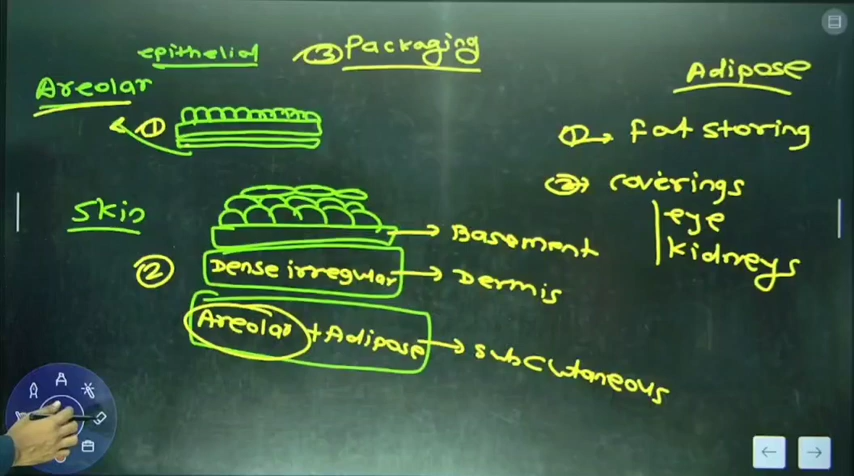 epithelial
③ Packaging
Areolar
①
Skin
→ Basement
②
Dense irregular → Dermis
Areolar + Adipose → subcutaneous
Adipose
① → fat storing
② → coverings
eye
kidneys